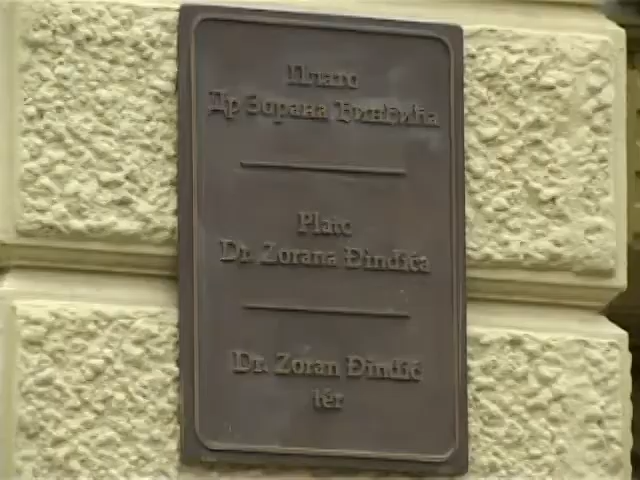 Плато
Др Зорана Ђинђића
Plato
Dr. Zorana Đinđića
Dr. Zoran Đinđić
tér